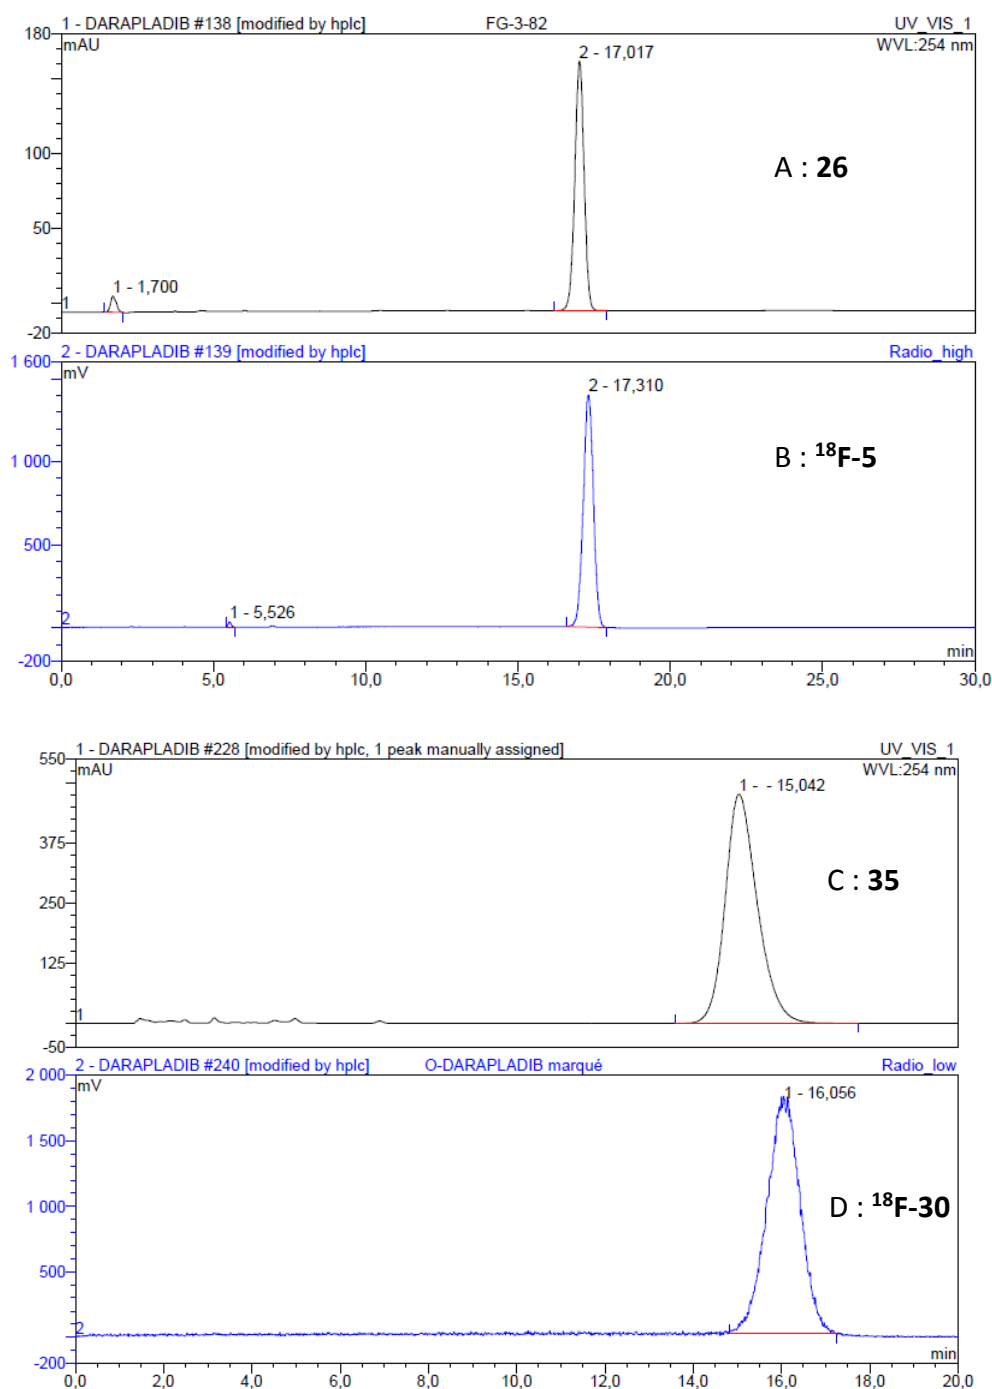 1 - DARAPLADIB #138 [modified by hplc] FG-3-82 UV_VIS_1
180 mAU WVL:254 nm
2 - 17,017
100
A : 26
50
1 - 1,700
1
-20
2 - DARAPLADIB #139 [modified by hplc] Radio_high
1 600 mV
2 - 17,310
1 000
B : ¹⁸F-5
500
1 - 5,526
2
-200 min
0,0 5,0 10,0 15,0 20,0 25,0 30,0
1 - DARAPLADIB #228 [modified by hplc, 1 peak manually assigned] UV_VIS_1
550 mAU WVL:254 nm
1 - - 15,042
375
C : 35
250
125
1
-50
2 - DARAPLADIB #240 [modified by hplc] O-DARAPLADIB marqué Radio_low
2 000 mV
1 - 16,056
1 500
1 000
D : ¹⁸F-30
500
2
-200 min
0,0 2,0 4,0 6,0 8,0 10,0 12,0 14,0 16,0 18,0 20,0